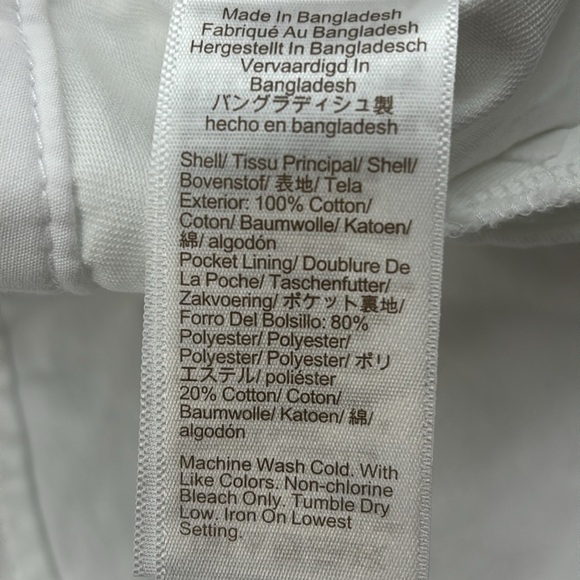 Made In Bangladesh
Fabriqué Au Bangladesh
Hergestellt In Bangladesch
Vervaardigd In
Bangladesh
バングラディシュ製
hecho en bangladesh
Shell/ Tissu Principal/ Shell/
Bovenstof/ 表地/ Tela
Exterior: 100% Cotton/
Coton/ Baumwolle/ Katoen/
綿/ algodón
Pocket Lining/ Doublure De
La Poche/ Taschenfutter/
Zakvoering/ ポケット裏地/
Forro Del Bolsillo: 80%
Polyester/ Polyester/
Polyester/ Polyester/ ポリ
エステル/ poliéster
20% Cotton/ Coton/
Baumwolle/ Katoen/ 綿/
algodón
Machine Wash Cold. With
Like Colors. Non-chlorine
Bleach Only. Tumble Dry
Low. Iron On Lowest
Setting.